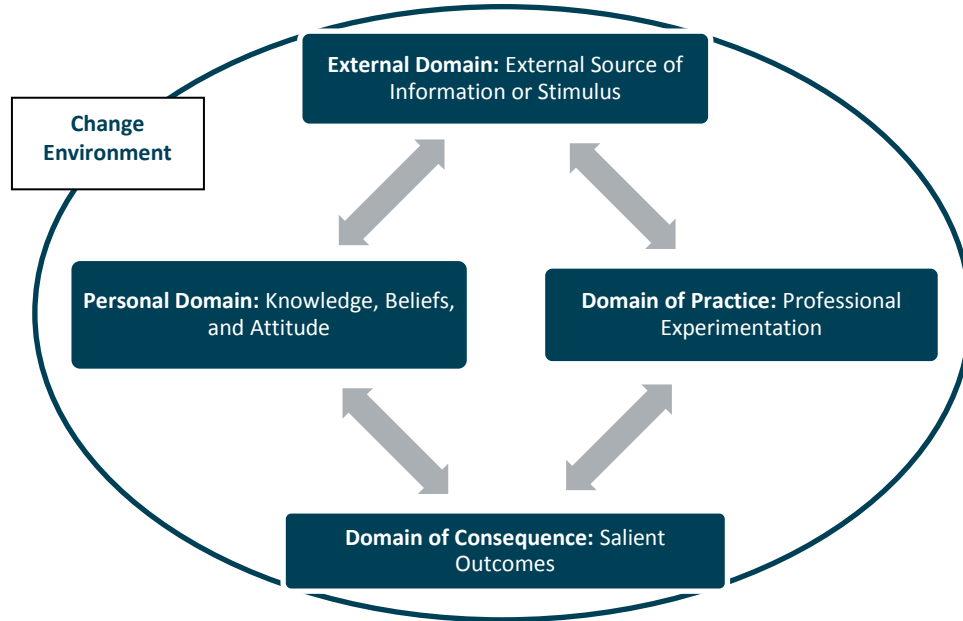 External Domain: External Source of
Information or Stimulus
Change
Environment
Personal Domain: Knowledge, Beliefs,
and Attitude
Domain of Practice: Professional
Experimentation
Domain of Consequence: Salient
Outcomes